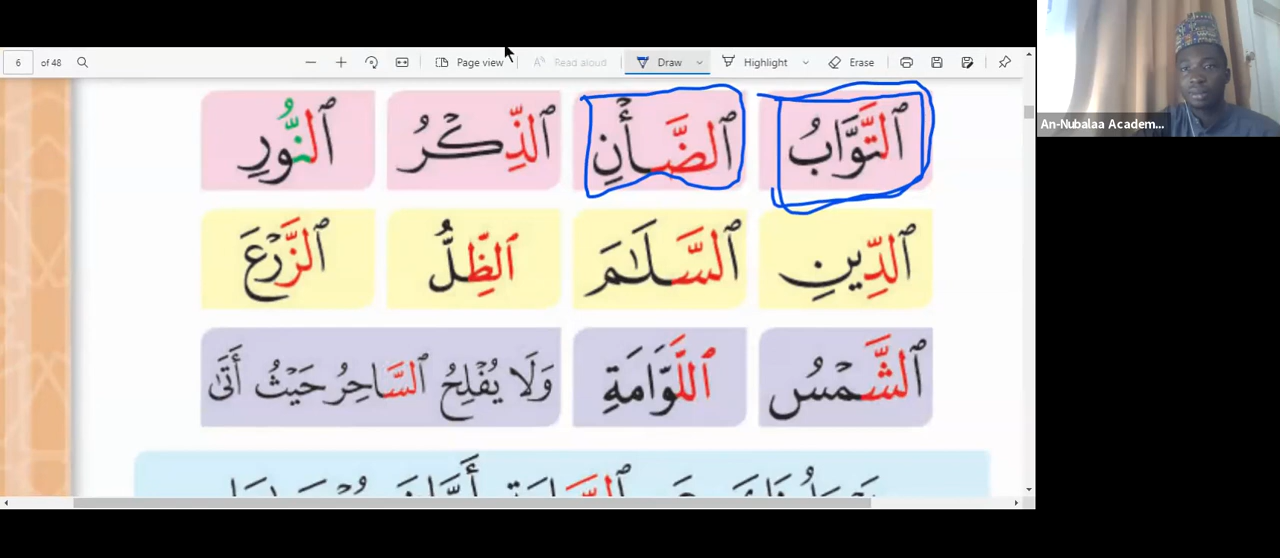 6 of 48 Page view Read aloud Draw Highlight Erase
An-Nubalaa Academ...
ٱلتَّوَّابُ ٱلضَّأۡنِ ٱلذِّكۡرُ ٱلنُّورِ
ٱلدِّينِ ٱلسَّلَٰمَ ٱلظِّلُّ ٱلزَّرۡعَ
ٱلشَّمۡسُ ٱللَّوَّامَةِ وَلَا يُفۡلِحُ ٱلسَّاحِرُ حَيۡثُ أَتَىٰ